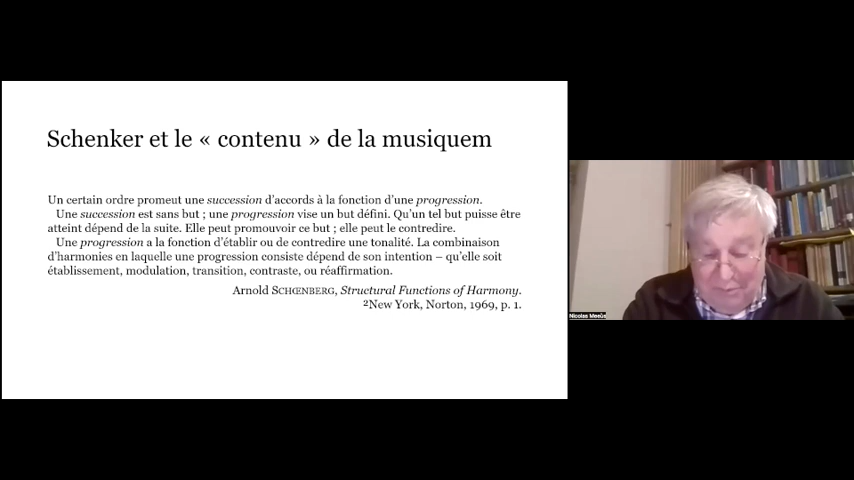 Schenker et le « contenu » de la musiquem
Un certain ordre promeut une succession d'accords à la fonction d'une progression.
Une succession est sans but ; une progression vise un but défini. Qu'un tel but puisse être
atteint dépend de la suite. Elle peut promouvoir ce but ; elle peut le contredire.
Une progression a la fonction d'établir ou de contredire une tonalité. La combinaison
d'harmonies en laquelle une progression consiste dépend de son intention – qu'elle soit
établissement, modulation, transition, contraste, ou réaffirmation.
Arnold SCHŒNBERG, Structural Functions of Harmony.
²New York, Norton, 1969, p. 1.
Nicolas Meeùs